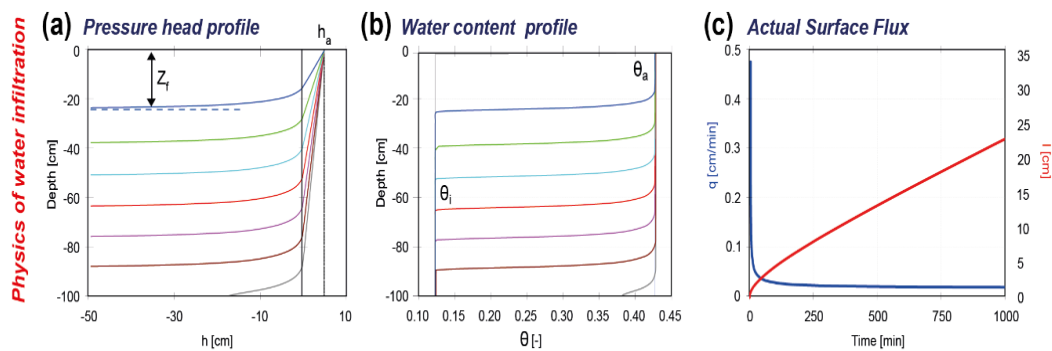 Physics of water infiltration
(a) Pressure head profile
h_a
0
-20
-40
-60
-80
-100
Depth [cm]
Z_f
-50
-30
-10
10
h [cm]
(b) Water content profile
θ_a
θ_i
0
-20
-40
-60
-80
-100
Depth [cm]
0.10
0.15
0.20
0.25
0.30
0.35
0.40
0.45
θ [-]
(c) Actual Surface Flux
0.5
0.4
0.3
0.2
0.1
0
q [cm/min]
35
30
25
20
15
10
5
0
I [cm]
0
250
500
750
1000
Time [min]